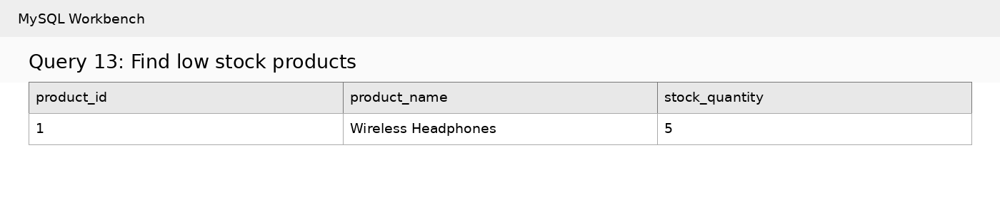 MySQL Workbench
Query 13: Find low stock products
product_id product_name stock_quantity
1 Wireless Headphones 5